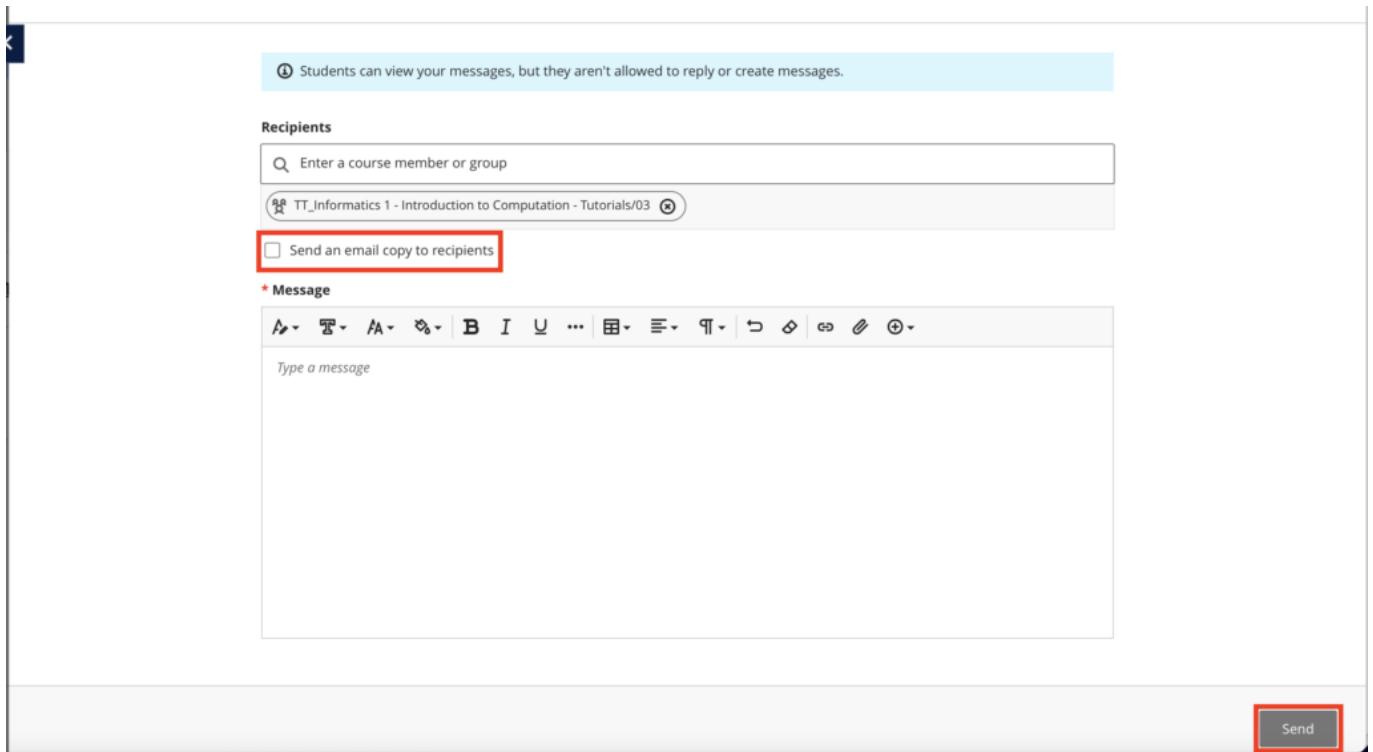 Students can view your messages, but they aren't allowed to reply or create messages.
Recipients
Enter a course member or group
TT_Informatics 1 - Introduction to Computation - Tutorials/03
Send an email copy to recipients
* Message
B I U
Type a message
Send